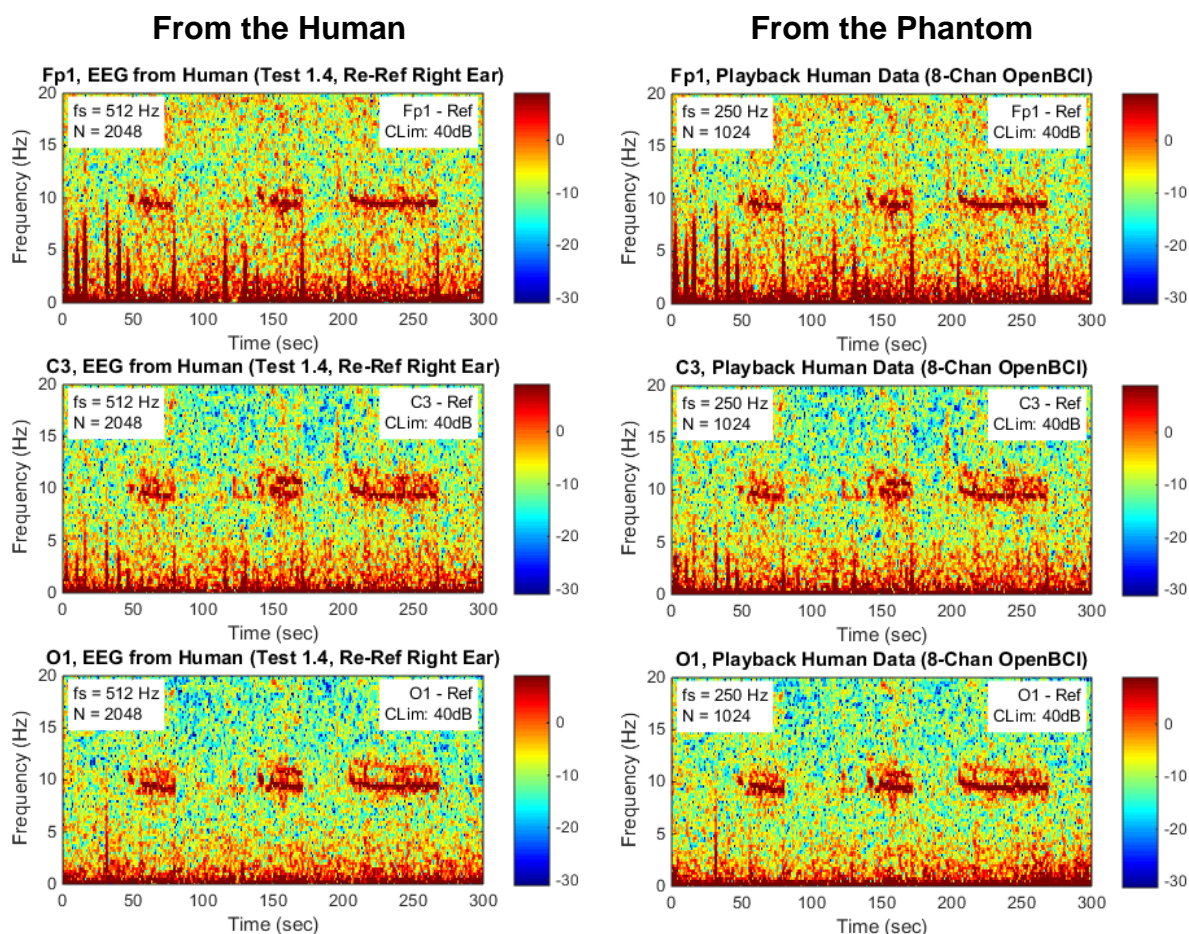 From the Human
From the Phantom
Fp1, EEG from Human (Test 1.4, Re-Ref Right Ear)
20
15
10
5
0
Frequency (Hz)
fs = 512 Hz
N = 2048
Fp1 - Ref
CLim: 40dB
0 50 100 150 200 250 300
Time (sec)
0
-10
-20
-30
Fp1, Playback Human Data (8-Chan OpenBCI)
20
15
10
5
0
Frequency (Hz)
fs = 250 Hz
N = 1024
Fp1 - Ref
CLim: 40dB
0 50 100 150 200 250 300
Time (sec)
0
-10
-20
-30
C3, EEG from Human (Test 1.4, Re-Ref Right Ear)
20
15
10
5
0
Frequency (Hz)
fs = 512 Hz
N = 2048
C3 - Ref
CLim: 40dB
0 50 100 150 200 250 300
Time (sec)
0
-10
-20
-30
C3, Playback Human Data (8-Chan OpenBCI)
20
15
10
5
0
Frequency (Hz)
fs = 250 Hz
N = 1024
C3 - Ref
CLim: 40dB
0 50 100 150 200 250 300
Time (sec)
0
-10
-20
-30
O1, EEG from Human (Test 1.4, Re-Ref Right Ear)
20
15
10
5
0
Frequency (Hz)
fs = 512 Hz
N = 2048
O1 - Ref
CLim: 40dB
0 50 100 150 200 250 300
Time (sec)
0
-10
-20
-30
O1, Playback Human Data (8-Chan OpenBCI)
20
15
10
5
0
Frequency (Hz)
fs = 250 Hz
N = 1024
O1 - Ref
CLim: 40dB
0 50 100 150 200 250 300
Time (sec)
0
-10
-20
-30